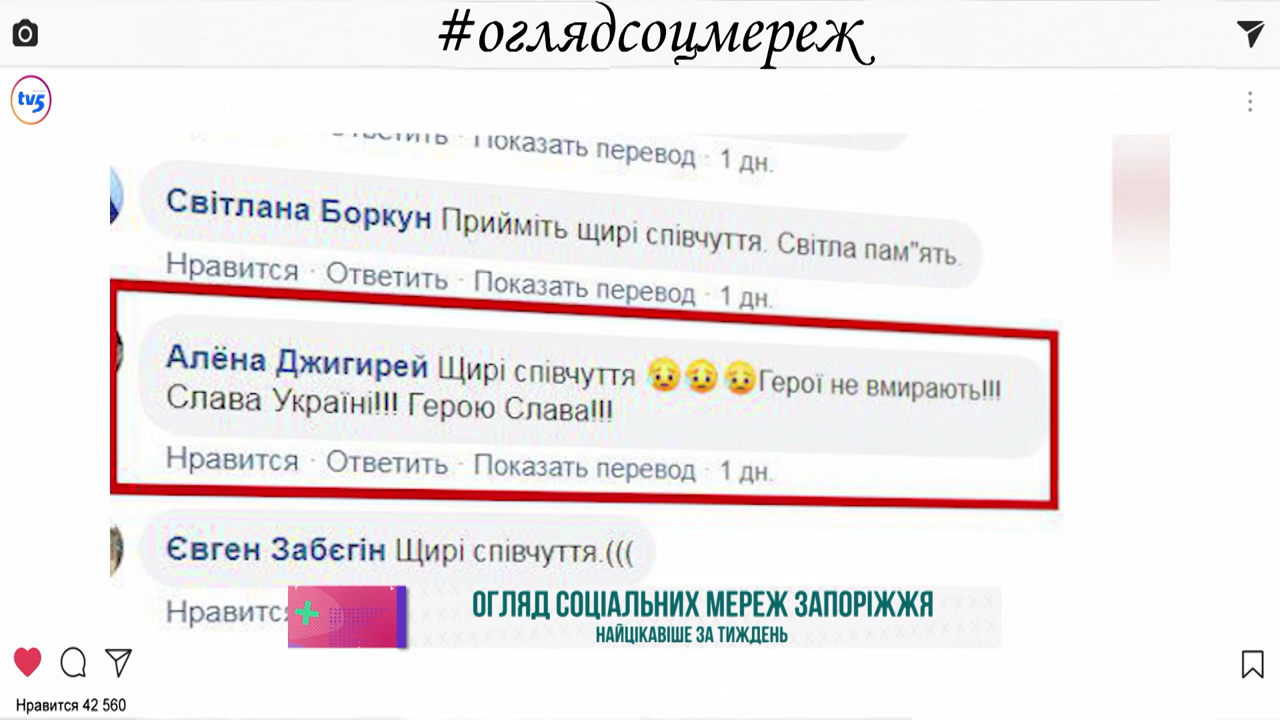 #оглядсоцмереж
tv5
Ответить · Показать перевод · 1 дн.
Світлана Боркун Прийміть щирі співчуття. Світла пам"ять.
Нравится · Ответить · Показать перевод · 1 дн.
Алёна Джигирей Щирі співчуття 😥😥😥Герої не вмирають!!!
Слава Україні!!! Герою Слава!!!
Нравится · Ответить · Показать перевод · 1 дн.
Євген Забєгін Щирі співчуття.(((
Нравится
ОГЛЯД СОЦІАЛЬНИХ МЕРЕЖ ЗАПОРІЖЖЯ
НАЙЦІКАВІШЕ ЗА ТИЖДЕНЬ
Нравится 42 560